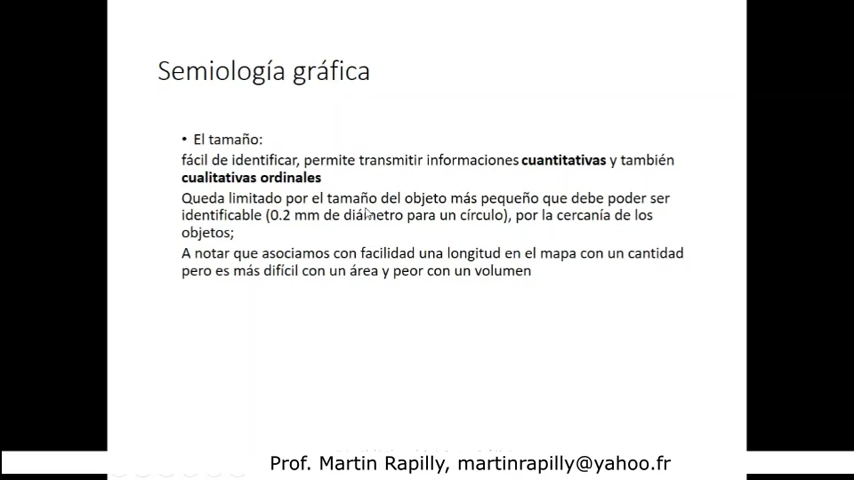 Semiología gráfica
• El tamaño:
fácil de identificar, permite transmitir informaciones cuantitativas y también
cualitativas ordinales
Queda limitado por el tamaño del objeto más pequeño que debe poder ser
identificable (0.2 mm de diámetro para un círculo), por la cercanía de los
objetos;
A notar que asociamos con facilidad una longitud en el mapa con un cantidad
pero es más difícil con un área y peor con un volumen
Prof. Martin Rapilly, martinrapilly@yahoo.fr